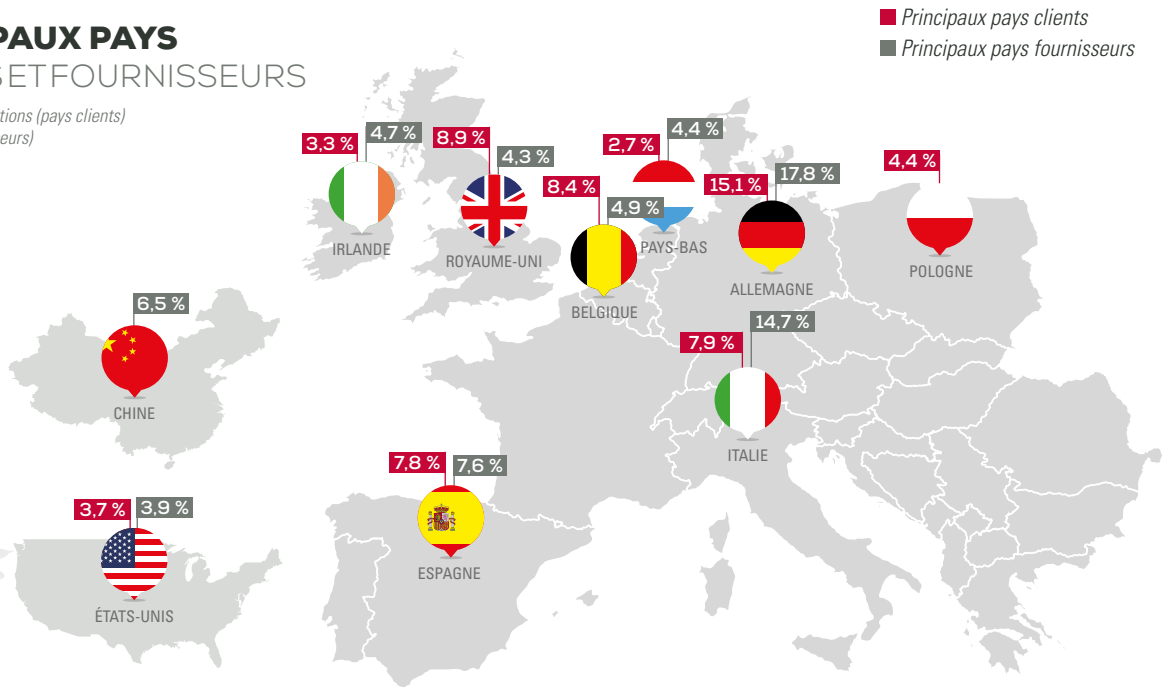 PAUX PAYS
S ET FOURNISSEURS
tions (pays clients)
eurs)
Principaux pays clients
Principaux pays fournisseurs
3,3 %
4,7 %
IRLANDE
8,9 %
4,3 %
ROYAUME-UNI
8,4 %
4,9 %
BELGIQUE
2,7 %
4,4 %
PAYS-BAS
15,1 %
17,8 %
ALLEMAGNE
4,4 %
POLOGNE
6,5 %
CHINE
7,9 %
14,7 %
ITALIE
7,8 %
7,6 %
ESPAGNE
3,7 %
3,9 %
ÉTATS-UNIS